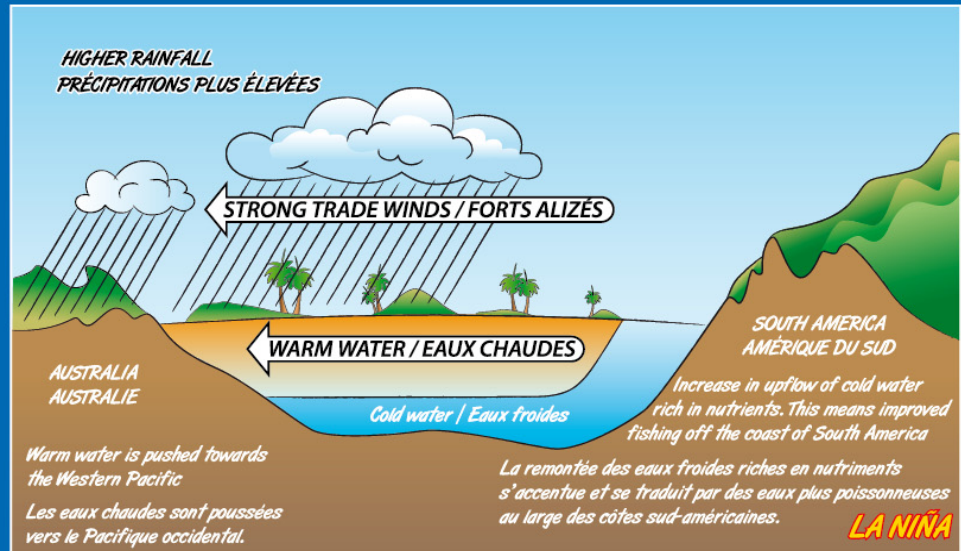 HIGHER RAINFALL
PRÉCIPITATIONS PLUS ÉLEVÉES
STRONG TRADE WINDS / FORTS ALIZÉS
WARM WATER / EAUX CHAUDES
Cold water / Eaux froides
AUSTRALIA
AUSTRALIE
Warm water is pushed towards
the Western Pacific
Les eaux chaudes sont poussées
vers le Pacifique occidental.
SOUTH AMERICA
AMÉRIQUE DU SUD
Increase in upflow of cold water
rich in nutrients. This means improved
fishing off the coast of South America
La remontée des eaux froides riches en nutriments
s'accentue et se traduit par des eaux plus poissonneuses
au large des côtes sud-américaines.
LA NIÑA